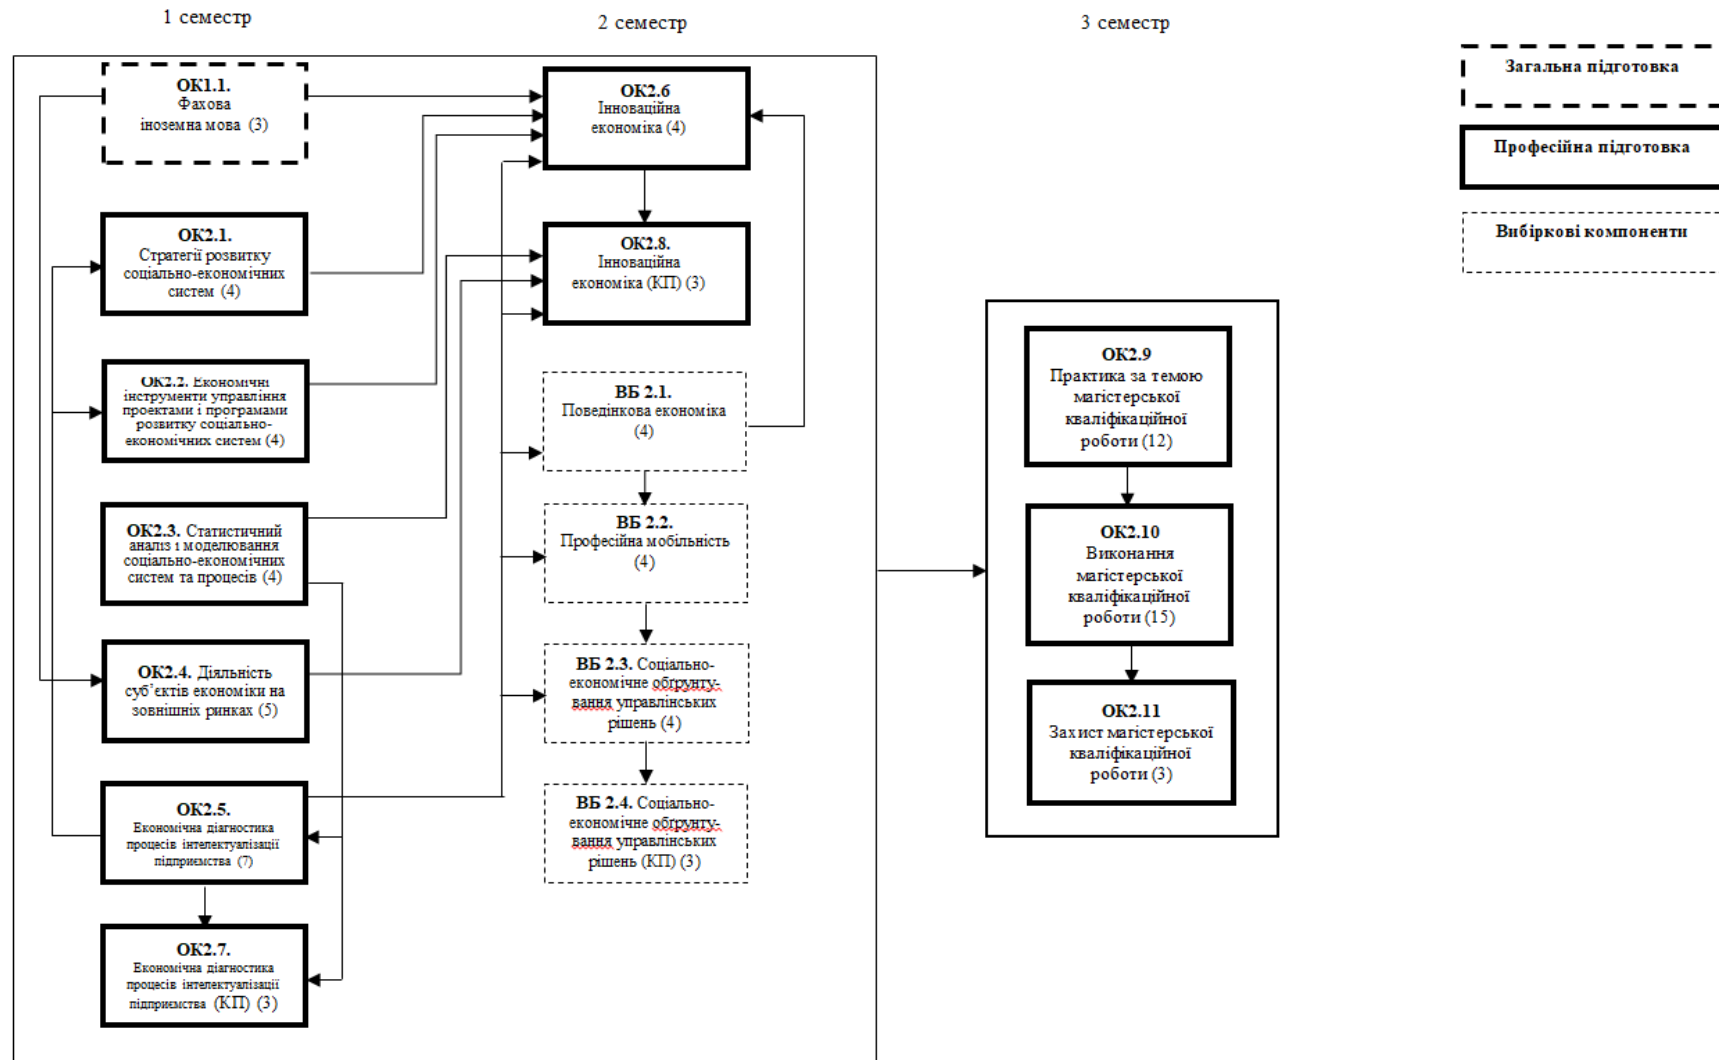 1 семестр
2 семестр
3 семестр
ОК1.1.
Фахова
іноземна мова (3)
ОК2.1.
Стратегії розвитку
соціально-економічних
систем (4)
ОК2.2. Економічні
інструменти управління
проектами і програмами
розвитку соціально-
економічних систем (4)
ОК2.3. Статистичний
аналіз і моделювання
соціально-економічних
систем та процесів (4)
ОК2.4. Діяльність
суб’єктів економіки на
зовнішніх ринках (5)
ОК2.5.
Економічна діагностика
процесів інтелектуалізації
підприємства (7)
ОК2.7.
Економічна діагностика
процесів інтелектуалізації
підприємства (КП) (3)
ОК2.6
Інноваційна
економіка (4)
ОК2.8.
Інноваційна
економіка (КП) (3)
ВБ 2.1.
Поведінкова економіка
(4)
ВБ 2.2.
Професійна мобільність
(4)
ВБ 2.3. Соціально-
економічне обґрунту-
вання управлінських
рішень (4)
ВБ 2.4. Соціально-
економічне обґрунту-
вання управлінських
рішень (КП) (3)
ОК2.9
Практика за темою
магістерської
кваліфікаційної
роботи (12)
ОК2.10
Виконання
магістерської
кваліфікаційної
роботи (15)
ОК2.11
Захист магістерської
кваліфікаційної
роботи (3)
Загальна підготовка
Професійна підготовка
Вибіркові компоненти